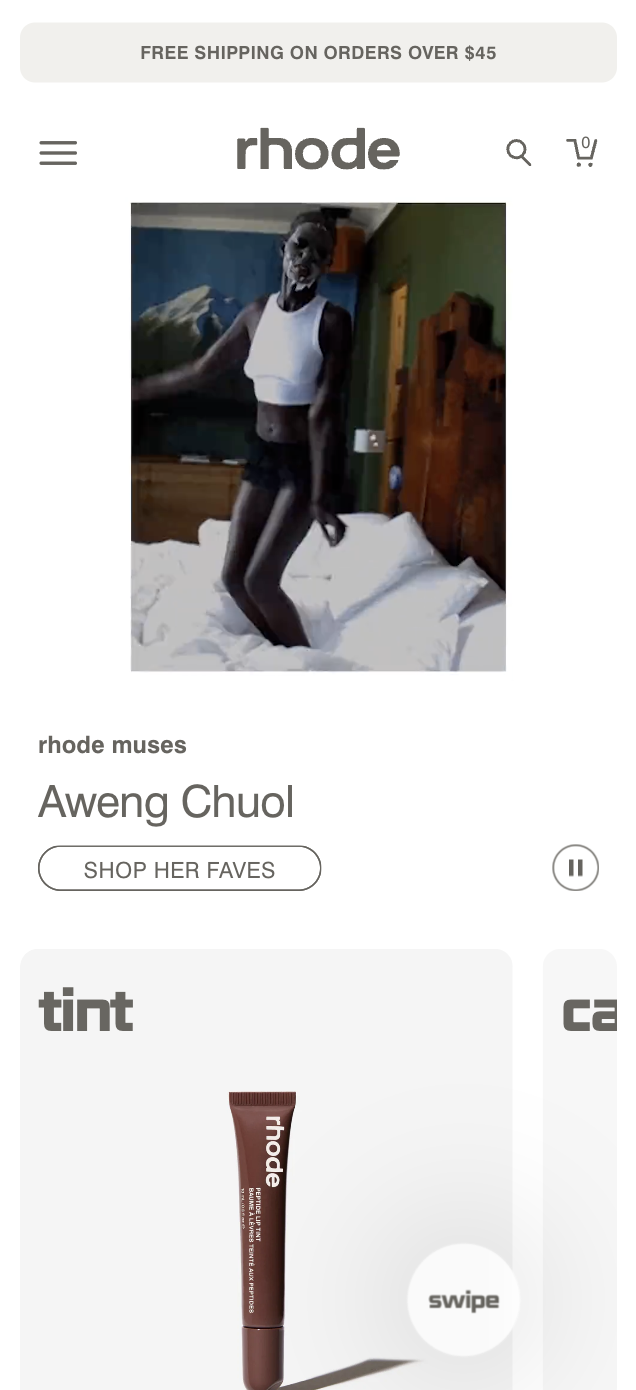 FREE SHIPPING ON ORDERS OVER $45
rhode
0
rhode muses
Aweng Chuol
SHOP HER FAVES
tint
ca
rhode
PEPTIDE LIP TINT
BAUME À LÈVRES TEINTÉ AUX PEPTIDES
swipe